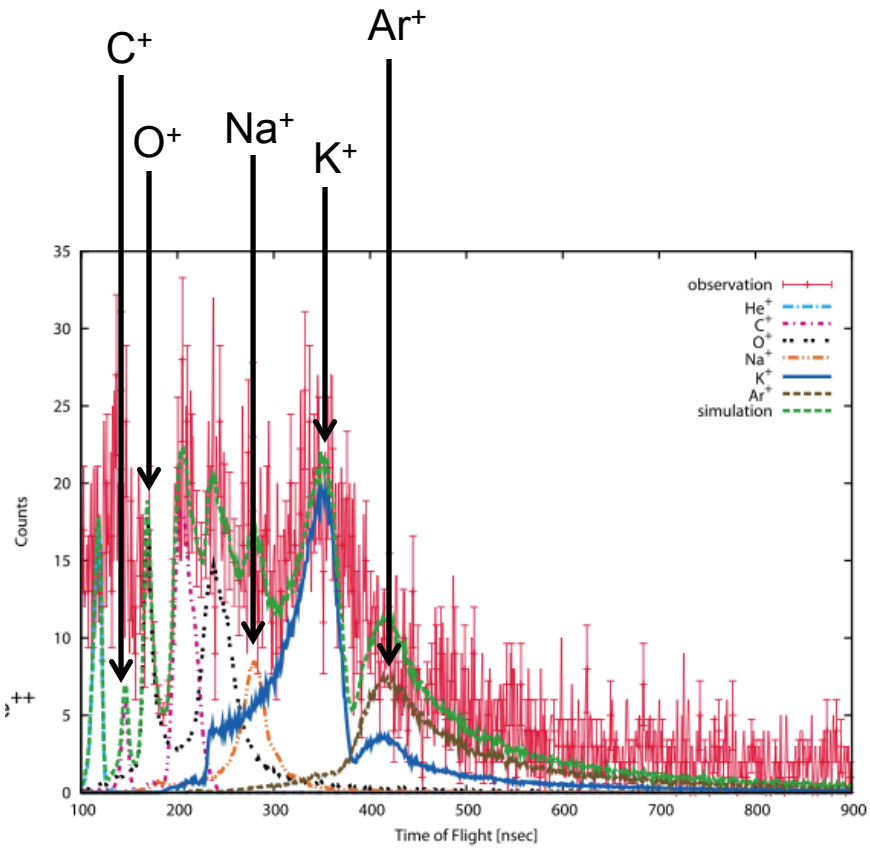 Ar⁺
C⁺
O⁺
Na⁺
K⁺
35
30
25
20
15
10
5
0
Counts
observation
He⁺
C⁺
O⁺
Na⁺
K⁺
Ar⁺
simulation
++
100 200 300 400 500 600 700 800 900
Time of Flight [nsec]